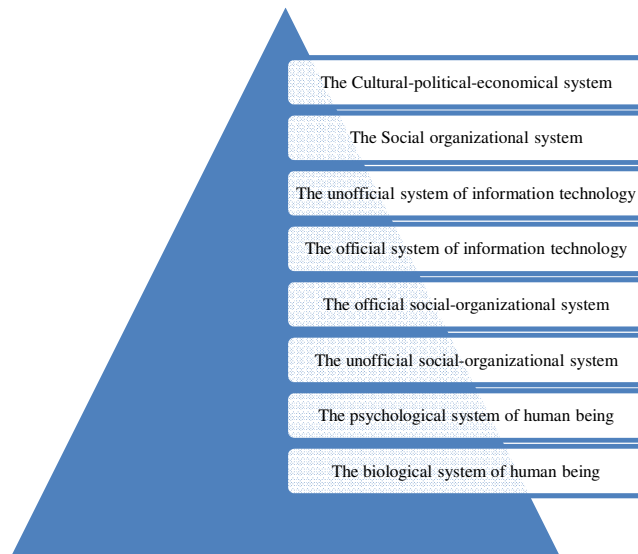 The Cultural-political-economical system
The Social organizational system
The unofficial system of information technology
The official system of information technology
The official social-organizational system
The unofficial social-organizational system
The psychological system of human being
The biological system of human being